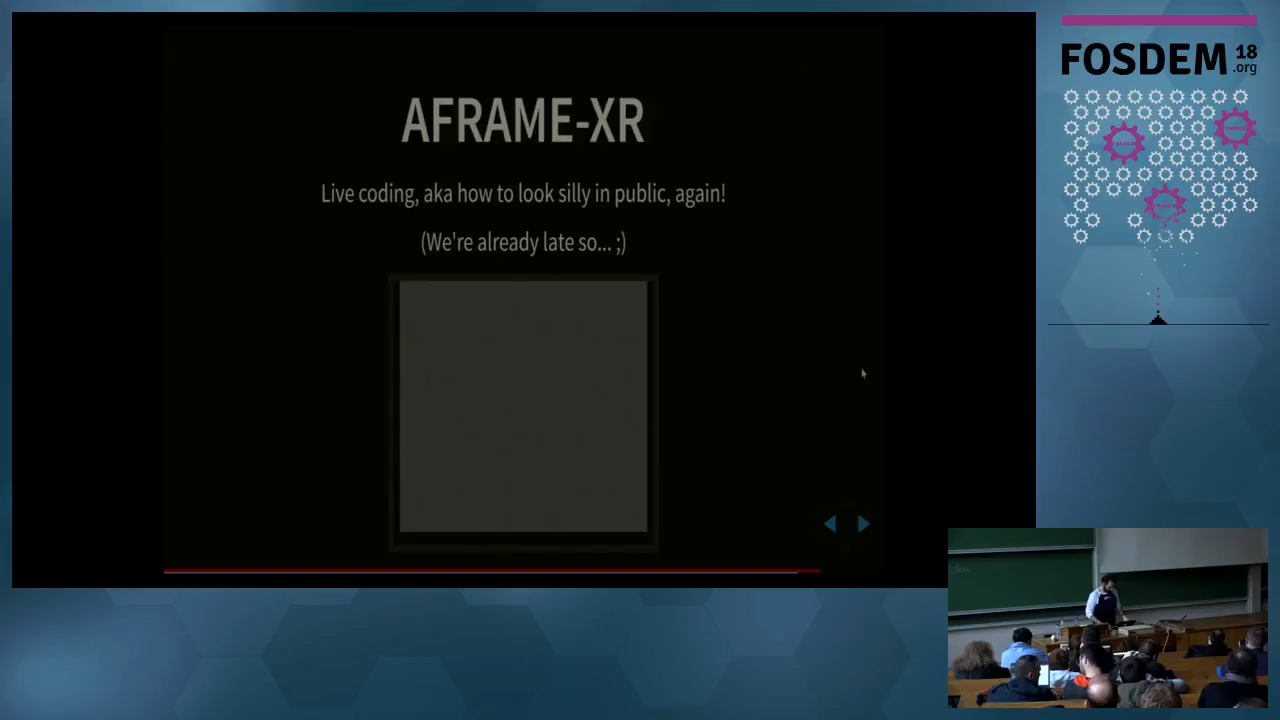 AFRAME-XR
Live coding, aka how to look silly in public, again!
(We're already late so... ;)
FOSDEM 18
.org